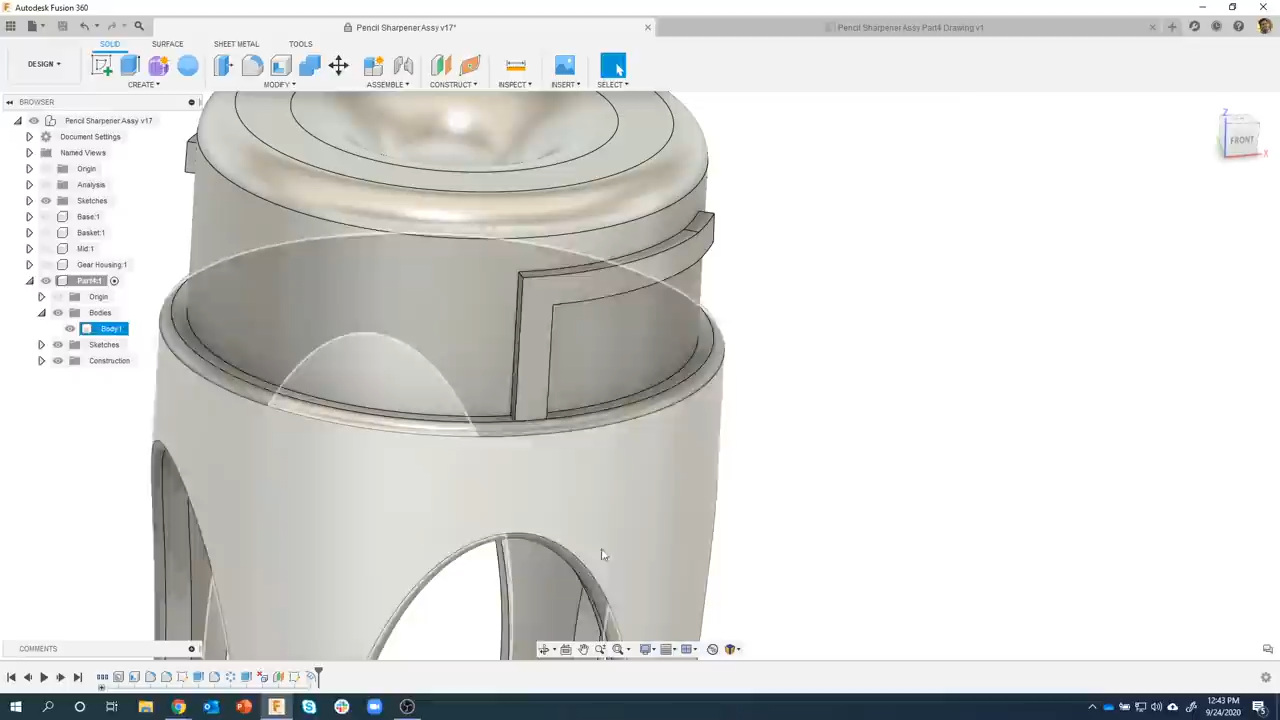 Autodesk Fusion 360
Pencil Sharpener Assy v17*
Pencil Sharpener Assy Part4 Drawing v1
SOLID SURFACE SHEET METAL TOOLS
DESIGN
CREATE MODIFY ASSEMBLE CONSTRUCT INSPECT INSERT SELECT
BROWSER
Pencil Sharpener Assy v17
Document Settings
Named Views
Origin
Analysis
Sketches
Base:1
Basket:1
Mid:1
Gear Housing:1
Part4:1
Origin
Bodies
Body1
Sketches
Construction
Z
FRONT
X
COMMENTS
12:43 PM
9/24/2020